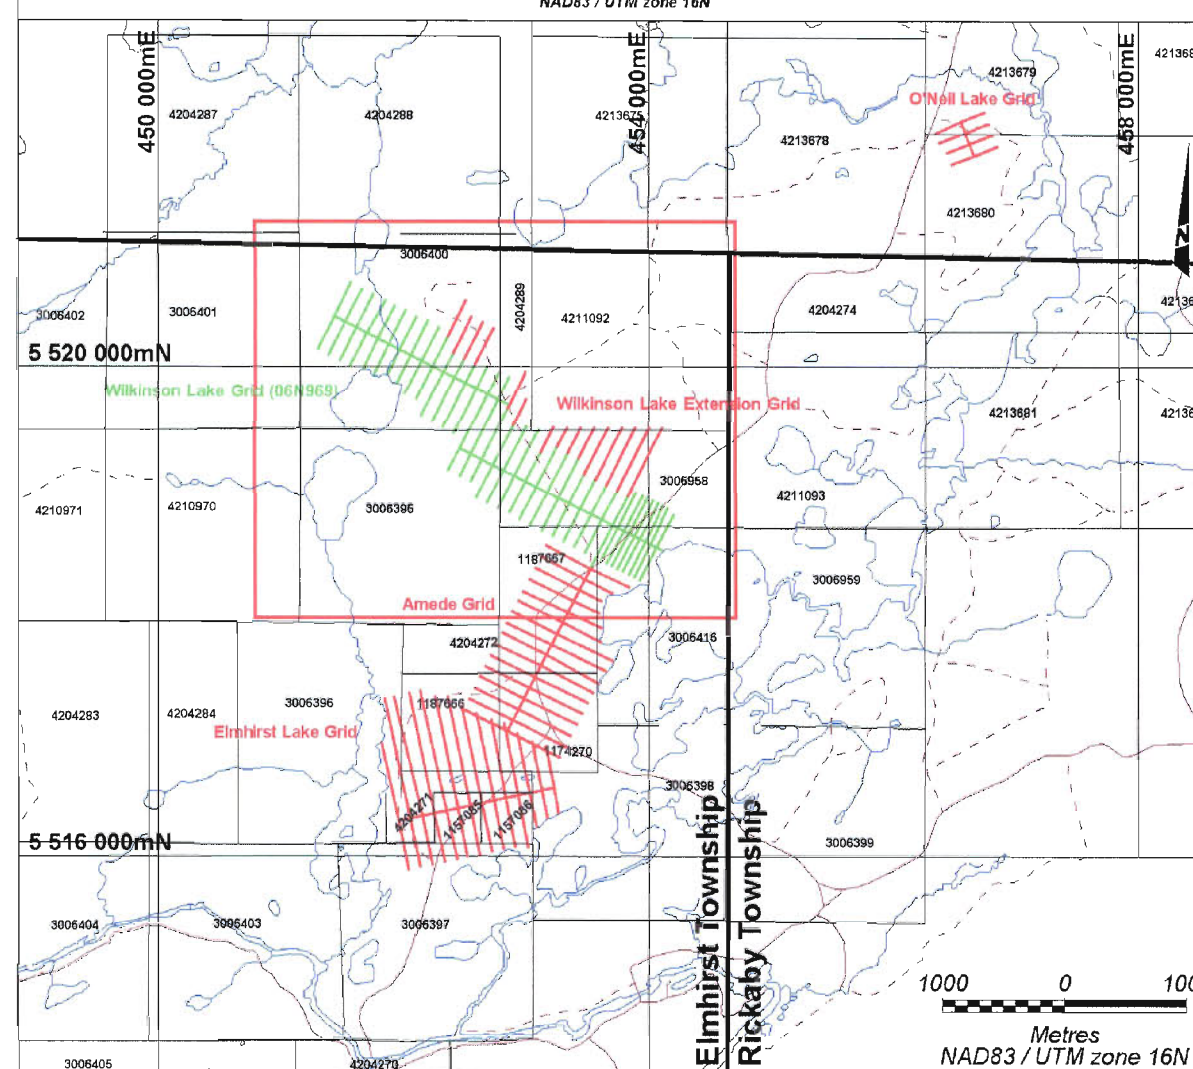 NAD83 / UTM zone 16N
450 000mE
454 000mE
458 000mE
4213679
4204287
4204288
4213675
4213678
O'Neil Lake Grid
4213680
3006400
3006402
3006401
4204289
4211092
4204274
5 520 000mN
Wilkinson Lake Grid (06N969)
Wilkinson Lake Extension Grid
4213681
3006958
4210971
4210970
3006396
4211093
1187667
3006959
Amede Grid
4204272
3006416
3006396
1187666
4204283
4204284
Elmhirst Lake Grid
1174270
3006398
4204271
1157085
1157086
5 516 000mN
3006399
Elmhirst Township
Rickaby Township
3006404
3006403
3006397
1000
0
100
Metres
NAD83 / UTM zone 16N
3006405
4204270
N